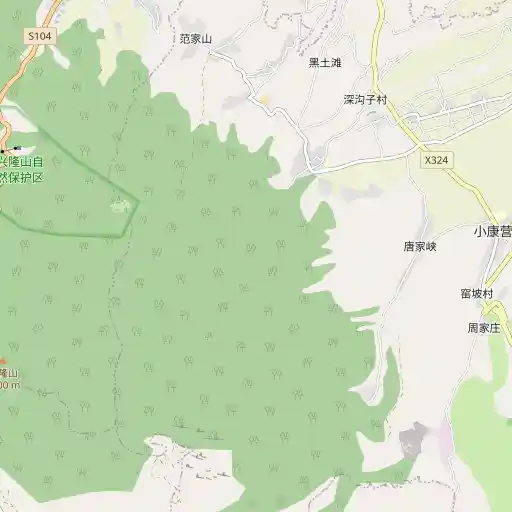 S104
范家山
黑土滩
深沟子村
X324
兴隆山自
然保护区
小康营
唐家峡
窑坡村
周家庄
隆山
00 m